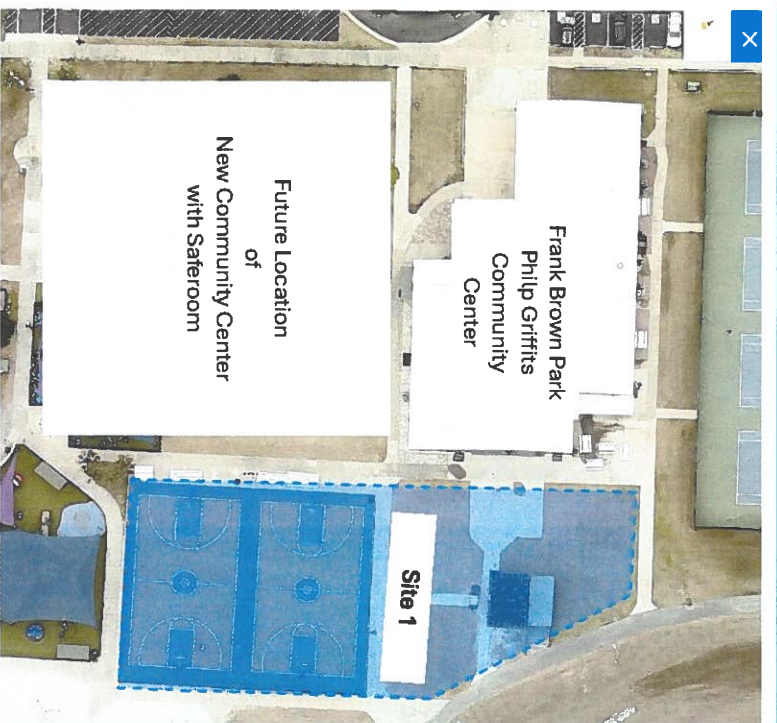 Future Location
of
New Community Center
with Saferoom
Frank Brown Park
Philp Griffits
Community
Center
Site 1